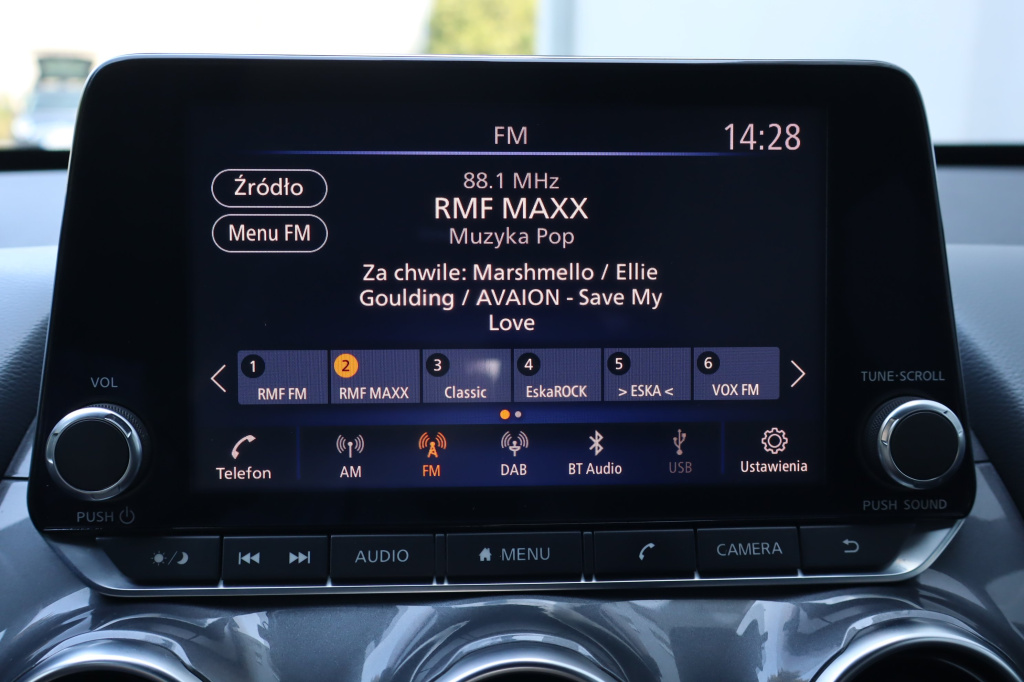 FM
14:28
Źródło
88.1 MHz
RMF MAXX
Menu FM
Muzyka Pop
Za chwile: Marshmello / Ellie
Goulding / AVAION - Save My
Love
1 2 3 4 5 6
RMF FM RMF MAXX Classic EskaROCK > ESKA < VOX FM
VOL
TUNE·SCROLL
Telefon AM FM DAB BT Audio USB Ustawienia
PUSH
PUSH SOUND
AUDIO MENU CAMERA